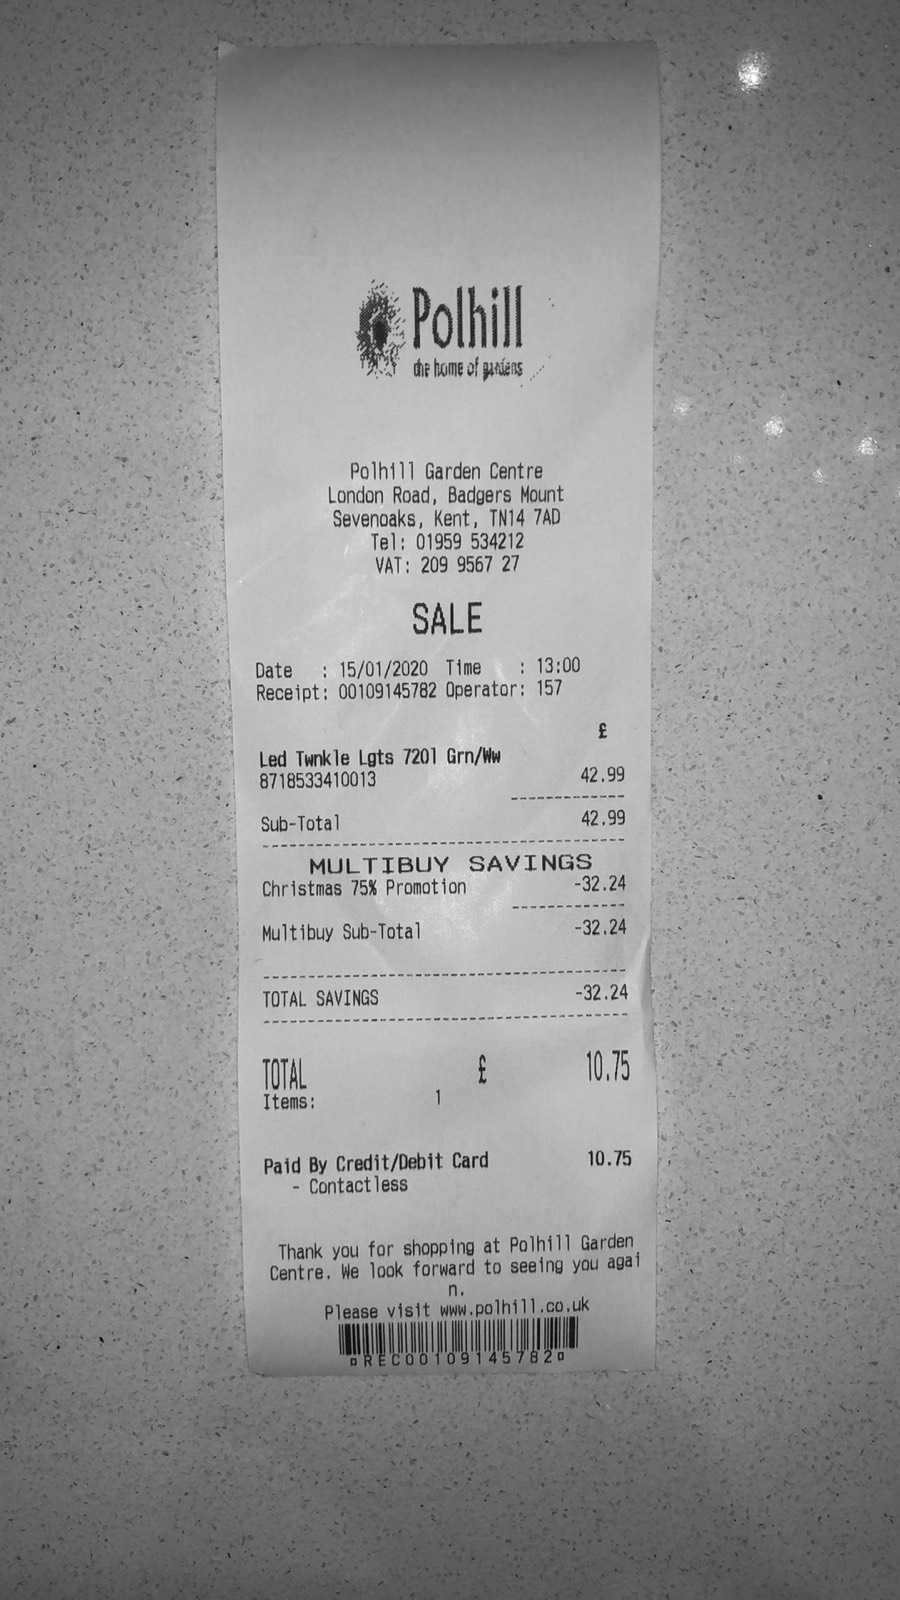 Polhill
the home of gardens
Polhill Garden Centre
London Road, Badgers Mount
Sevenoaks, Kent, TN14 7AD
Tel: 01959 534212
VAT: 209 9567 27
SALE
Date : 15/01/2020 Time : 13:00
Receipt: 00109145782 Operator: 157
£
Led Twnkle Lgts 720l Grn/Ww
8718533410013 42.99
Sub-Total 42.99
MULTIBUY SAVINGS
Christmas 75% Promotion -32.24
Multibuy Sub-Total -32.24
TOTAL SAVINGS -32.24
TOTAL £ 10.75
Items: 1
Paid By Credit/Debit Card 10.75
- Contactless
Thank you for shopping at Polhill Garden
Centre. We look forward to seeing you agai
n.
Please visit www.polhill.co.uk
¤REC00109145782¤